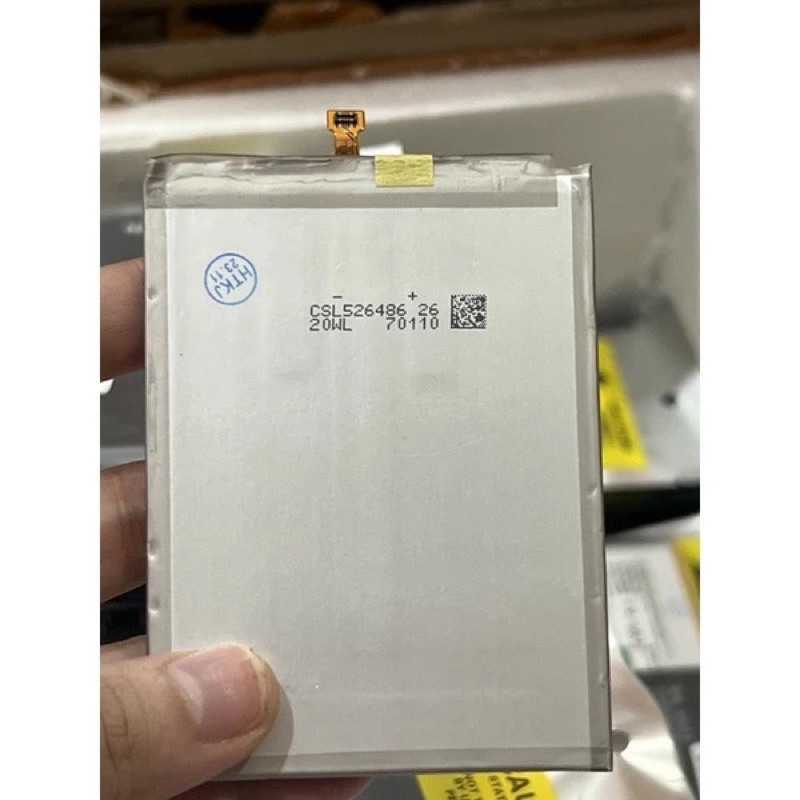 HTKJ
23.11
- +
CSL526486 26
20WL 70110